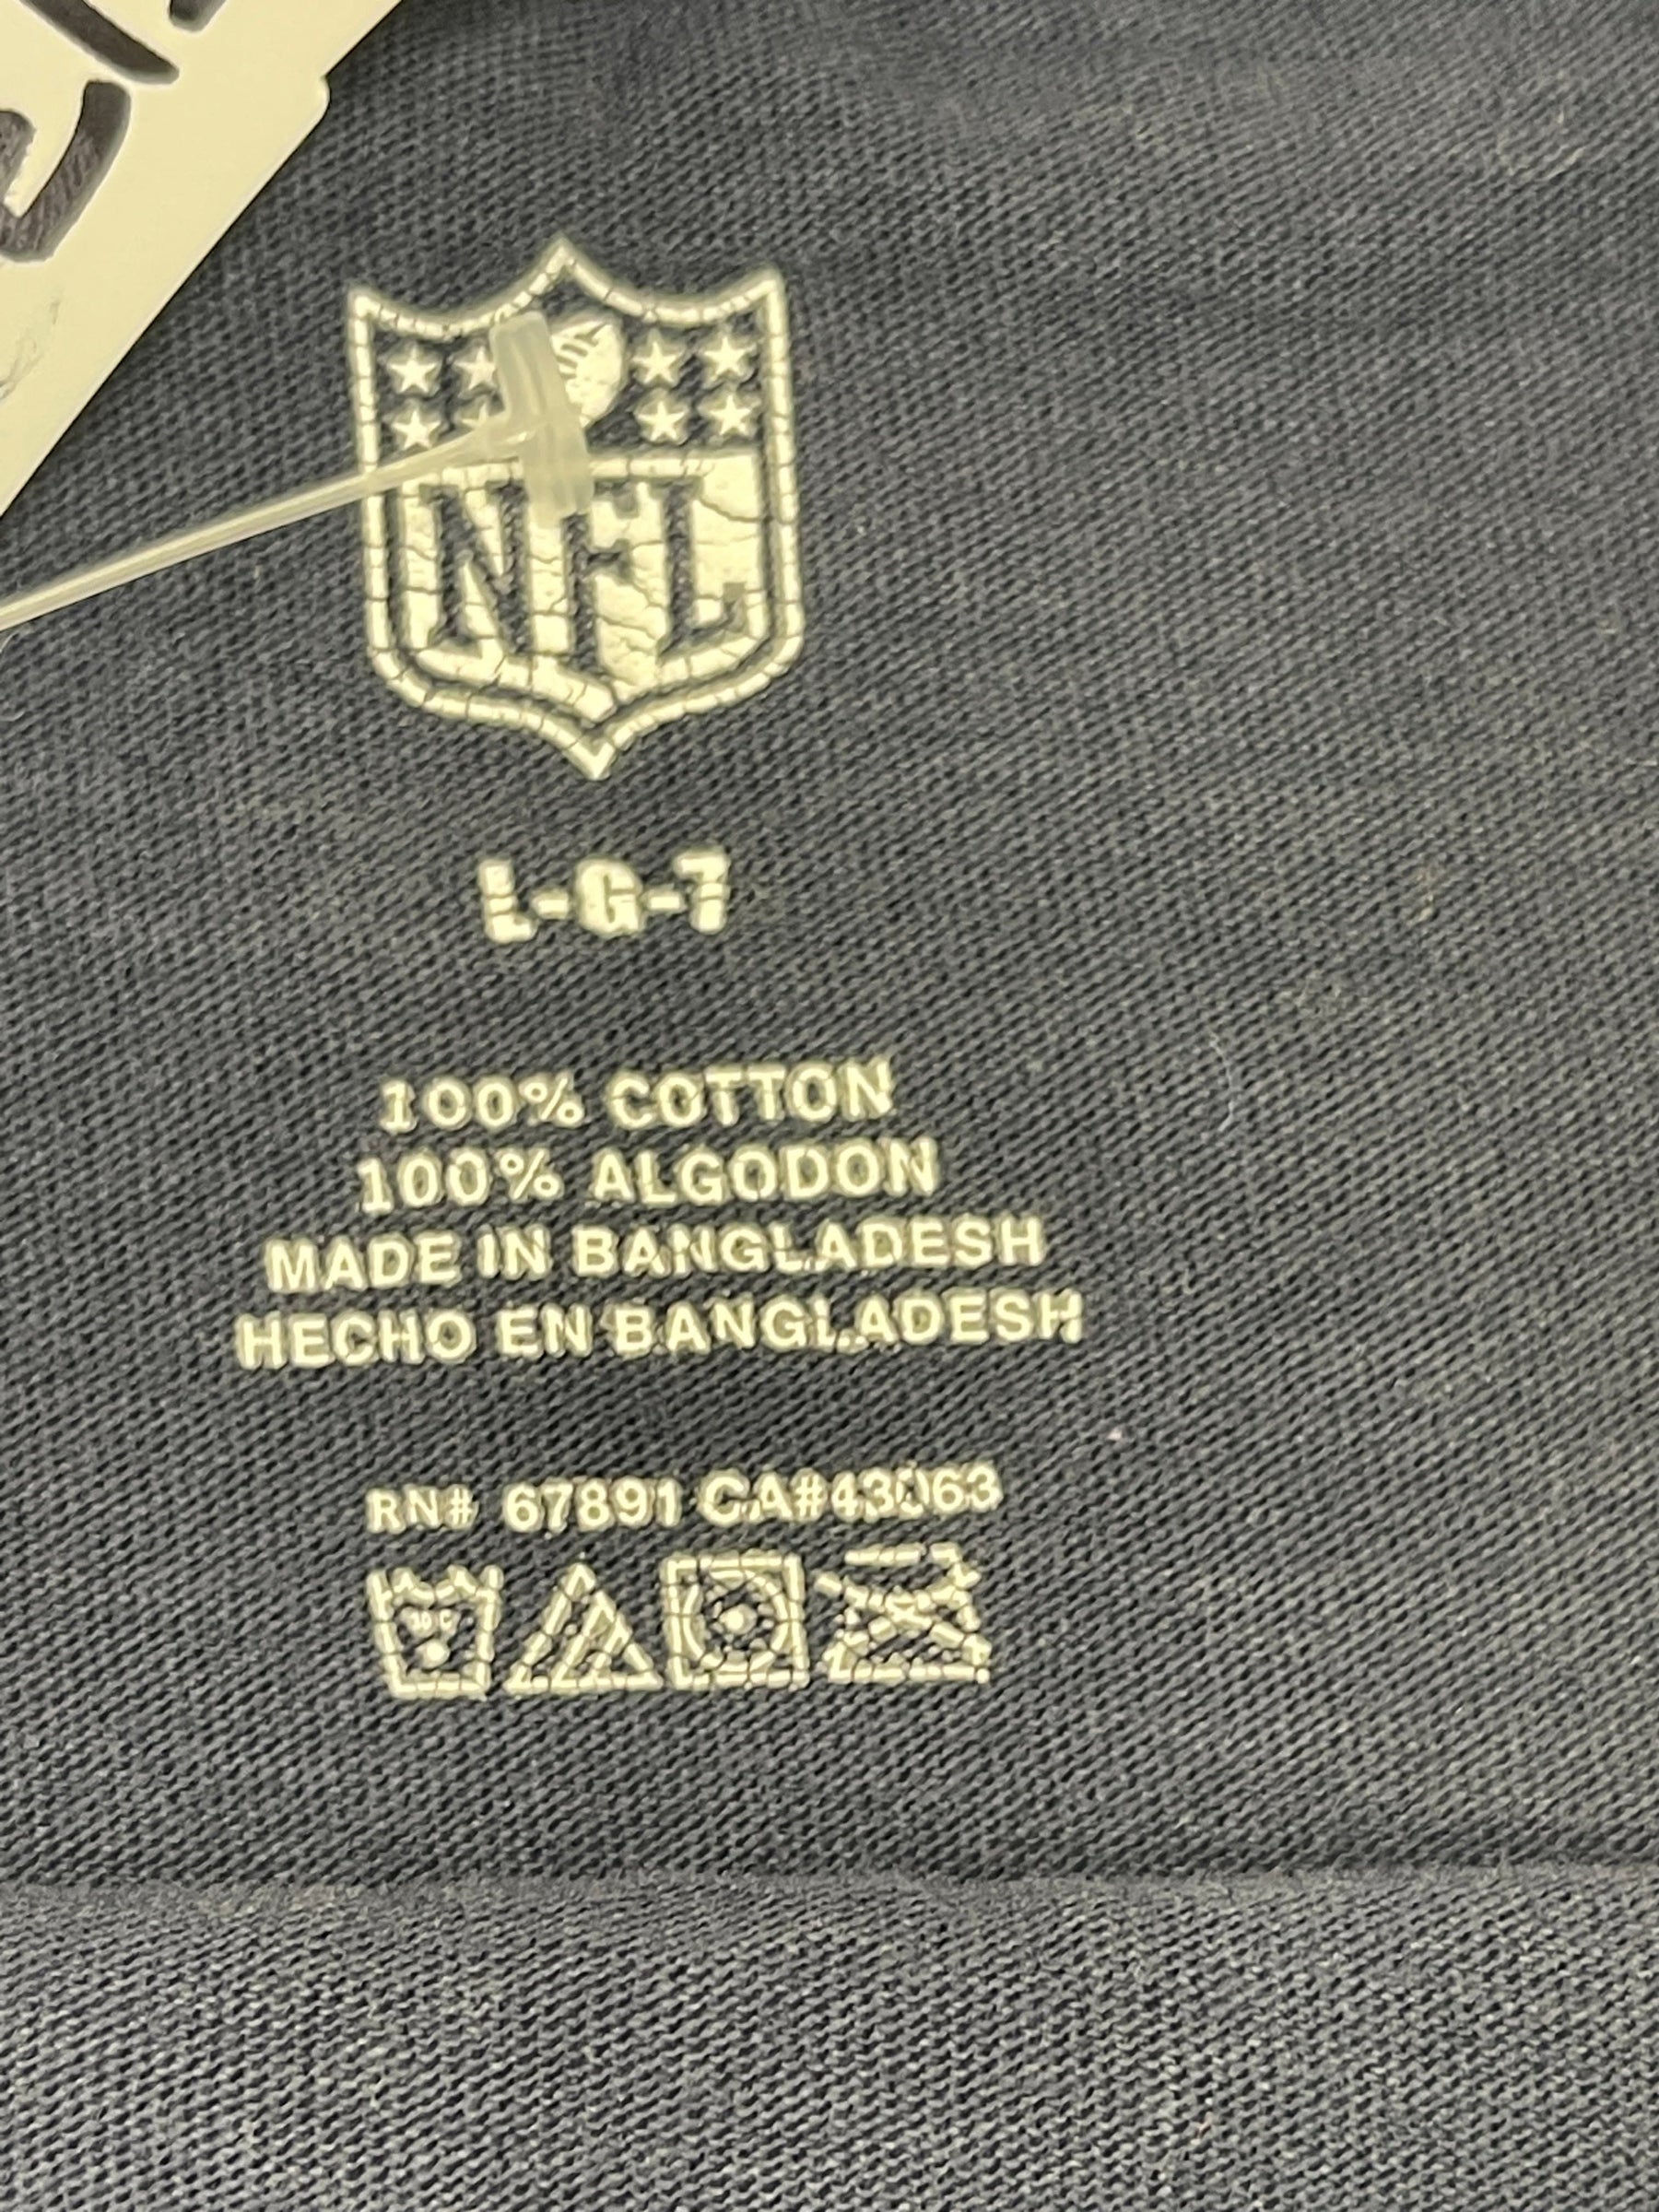 NFL
L-G-7
100% COTTON
100% ALGODON
MADE IN BANGLADESH
HECHO EN BANGLADESH
RN# 67891 CA#43063